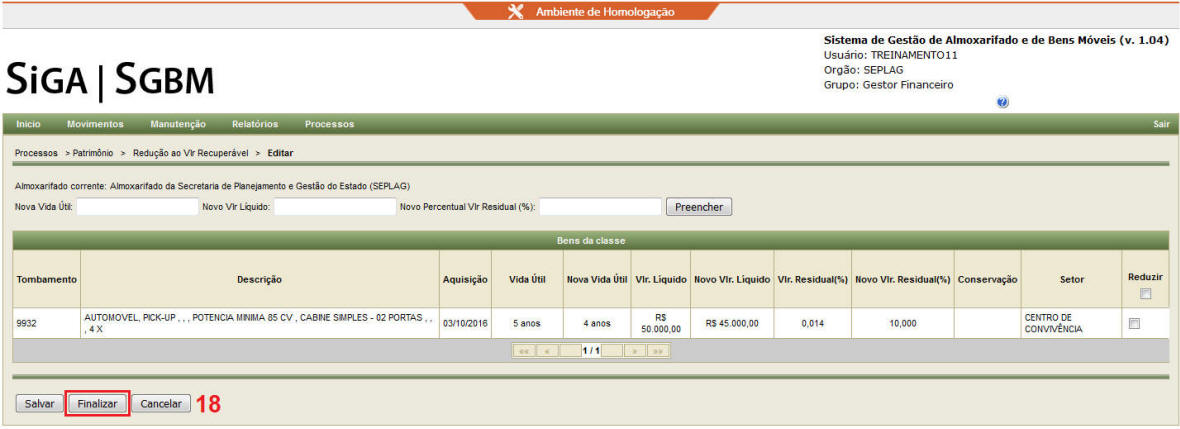 Ambiente de Homologação
Sistema de Gestão de Almoxarifado e de Bens Móveis (v. 1.04)
Usuário: TREINAMENTO11
Orgão: SEPLAG
Grupo: Gestor Financeiro
SIGA | SGBM
Início Movimentos Manutenção Relatórios Processos Sair
Processos > Patrimônio > Redução ao Vlr Recuperável > Editar
Almoxarifado corrente: Almoxarifado da Secretaria de Planejamento e Gestão do Estado (SEPLAG)
Nova Vida Útil: Novo Vlr Líquido: Novo Percentual Vlr Residual (%): Preencher
Bens da classe
Tombamento Descrição Aquisição Vida Útil Nova Vida Útil Vlr. Líquido Novo Vlr. Líquido Vlr. Residual(%) Novo Vlr. Residual(%) Conservação Setor Reduzir
9932 AUTOMOVEL, PICK-UP , , , POTENCIA MINIMA 85 CV , CABINE SIMPLES - 02 PORTAS , , , 4 X 03/10/2016 5 anos 4 anos R$ 50.000,00 R$ 45.000,00 0,014 10,000 CENTRO DE CONVIVÊNCIA
«« « 1 / 1 » »»
Salvar Finalizar Cancelar 18